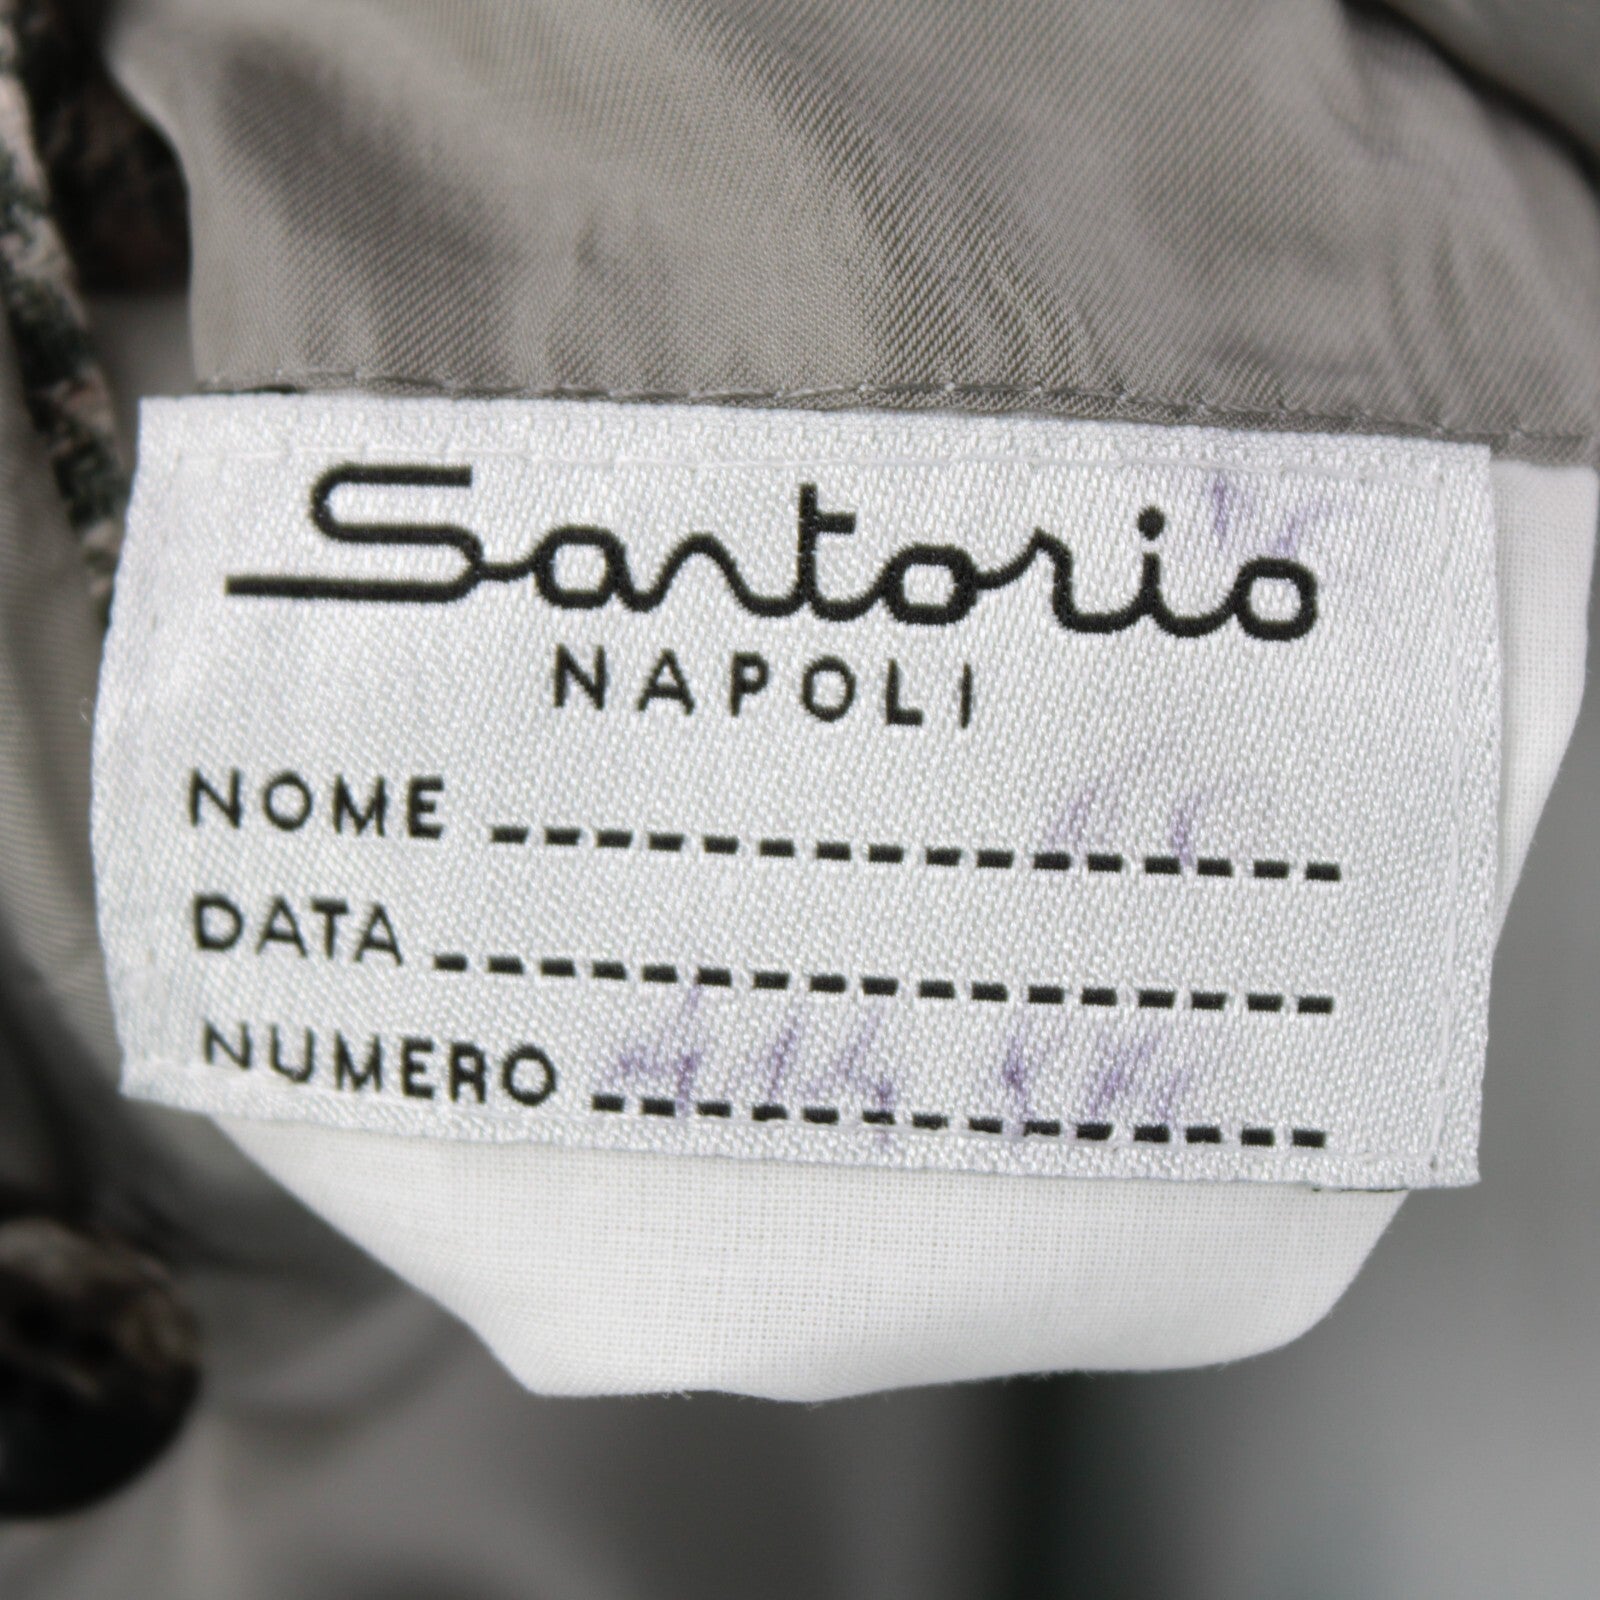 Sartorio
NAPOLI
NOME
DATA
NUMERO